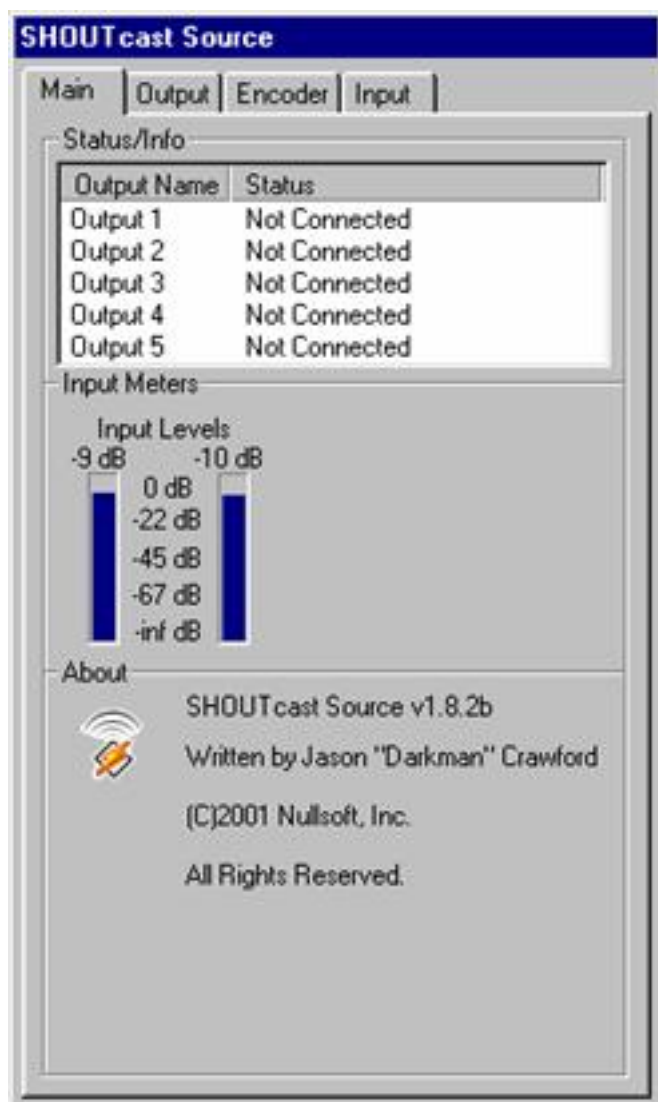 SHOUTcast Source
Main Output Encoder Input
Status/Info
Output Name Status
Output 1 Not Connected
Output 2 Not Connected
Output 3 Not Connected
Output 4 Not Connected
Output 5 Not Connected
Input Meters
Input Levels
-9 dB -10 dB
0 dB
-22 dB
-45 dB
-67 dB
-inf dB
About
SHOUTcast Source v1.8.2b
Written by Jason "Darkman" Crawford
(C)2001 Nullsoft, Inc.
All Rights Reserved.